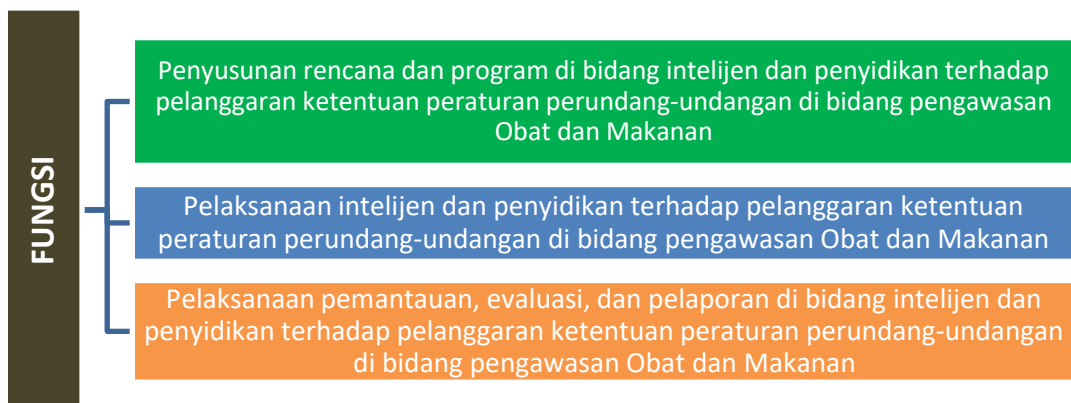 FUNGSI
Penyusunan rencana dan program di bidang intelijen dan penyidikan terhadap
pelanggaran ketentuan peraturan perundang-undangan di bidang pengawasan
Obat dan Makanan
Pelaksanaan intelijen dan penyidikan terhadap pelanggaran ketentuan
peraturan perundang-undangan di bidang pengawasan Obat dan Makanan
Pelaksanaan pemantauan, evaluasi, dan pelaporan di bidang intelijen dan
penyidikan terhadap pelanggaran ketentuan peraturan perundang-undangan
di bidang pengawasan Obat dan Makanan